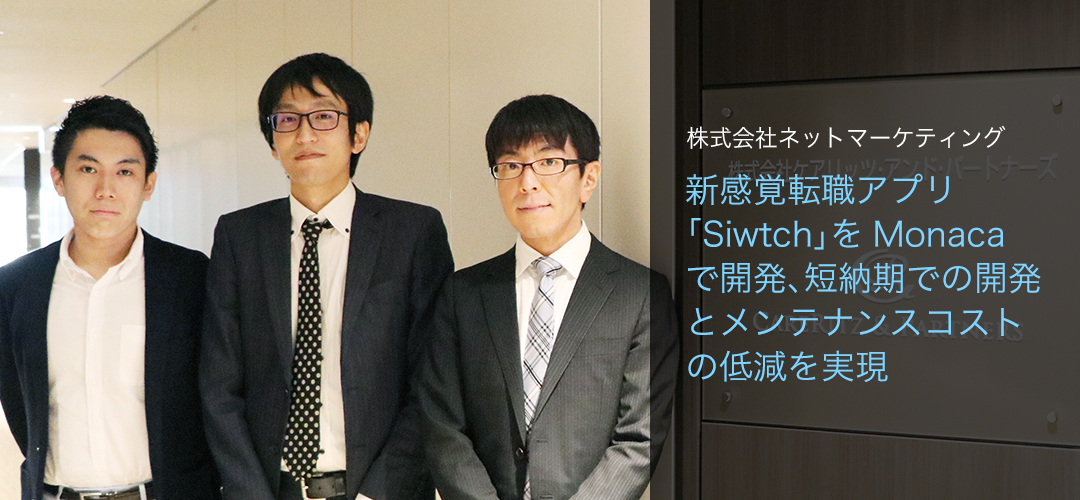 株式会社ネットマーケティング
株式会社ケアリッツ・アンド・パートナーズ
新感覚転職アプリ
「Siwtch」を Monaca
で開発、短納期での開発
とメンテナンスコスト
の低減を実現